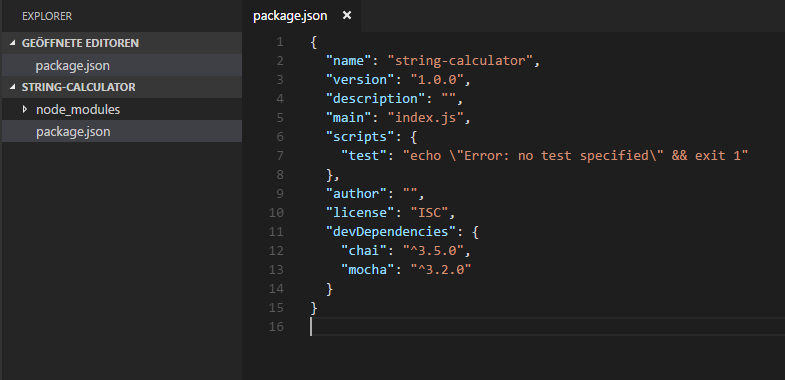 EXPLORER
GEÖFFNETE EDITOREN
package.json
STRING-CALCULATOR
node_modules
package.json
package.json ×
1 {
2 "name": "string-calculator",
3 "version": "1.0.0",
4 "description": "",
5 "main": "index.js",
6 "scripts": {
7 "test": "echo \"Error: no test specified\" && exit 1"
8 },
9 "author": "",
10 "license": "ISC",
11 "devDependencies": {
12 "chai": "^3.5.0",
13 "mocha": "^3.2.0"
14 }
15 }
16